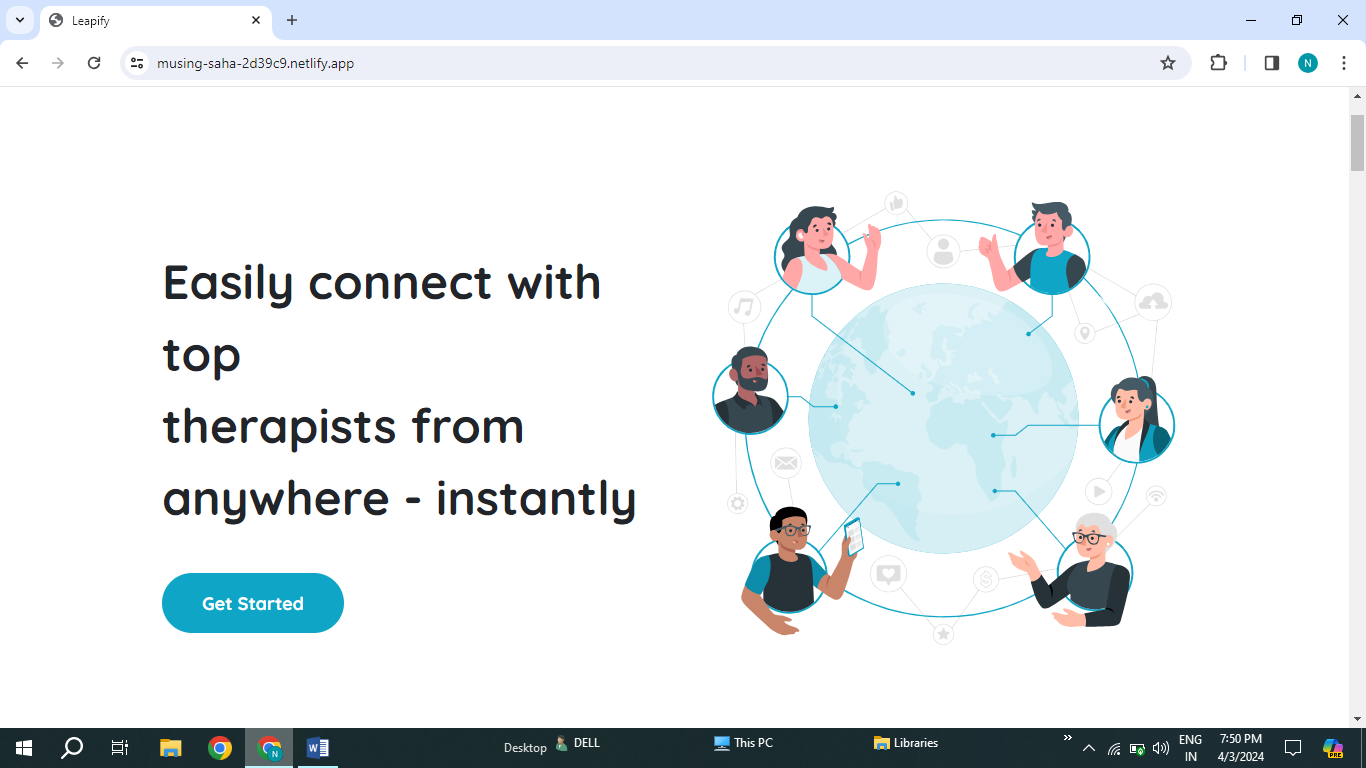 Leapify
musing-saha-2d39c9.netlify.app
N
Easily connect with
top
therapists from
anywhere - instantly
Get Started
Desktop
DELL
This PC
Libraries
ENG
IN
7:50 PM
4/3/2024
N
W
PRE